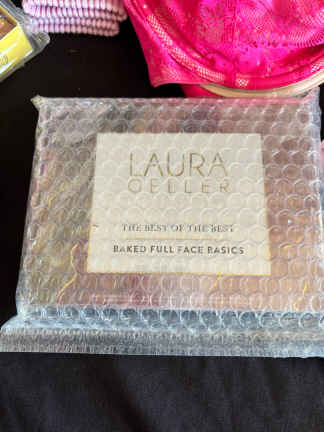 LAURA
GELLER
THE BEST OF THE BEST
BAKED FULL FACE BASICS